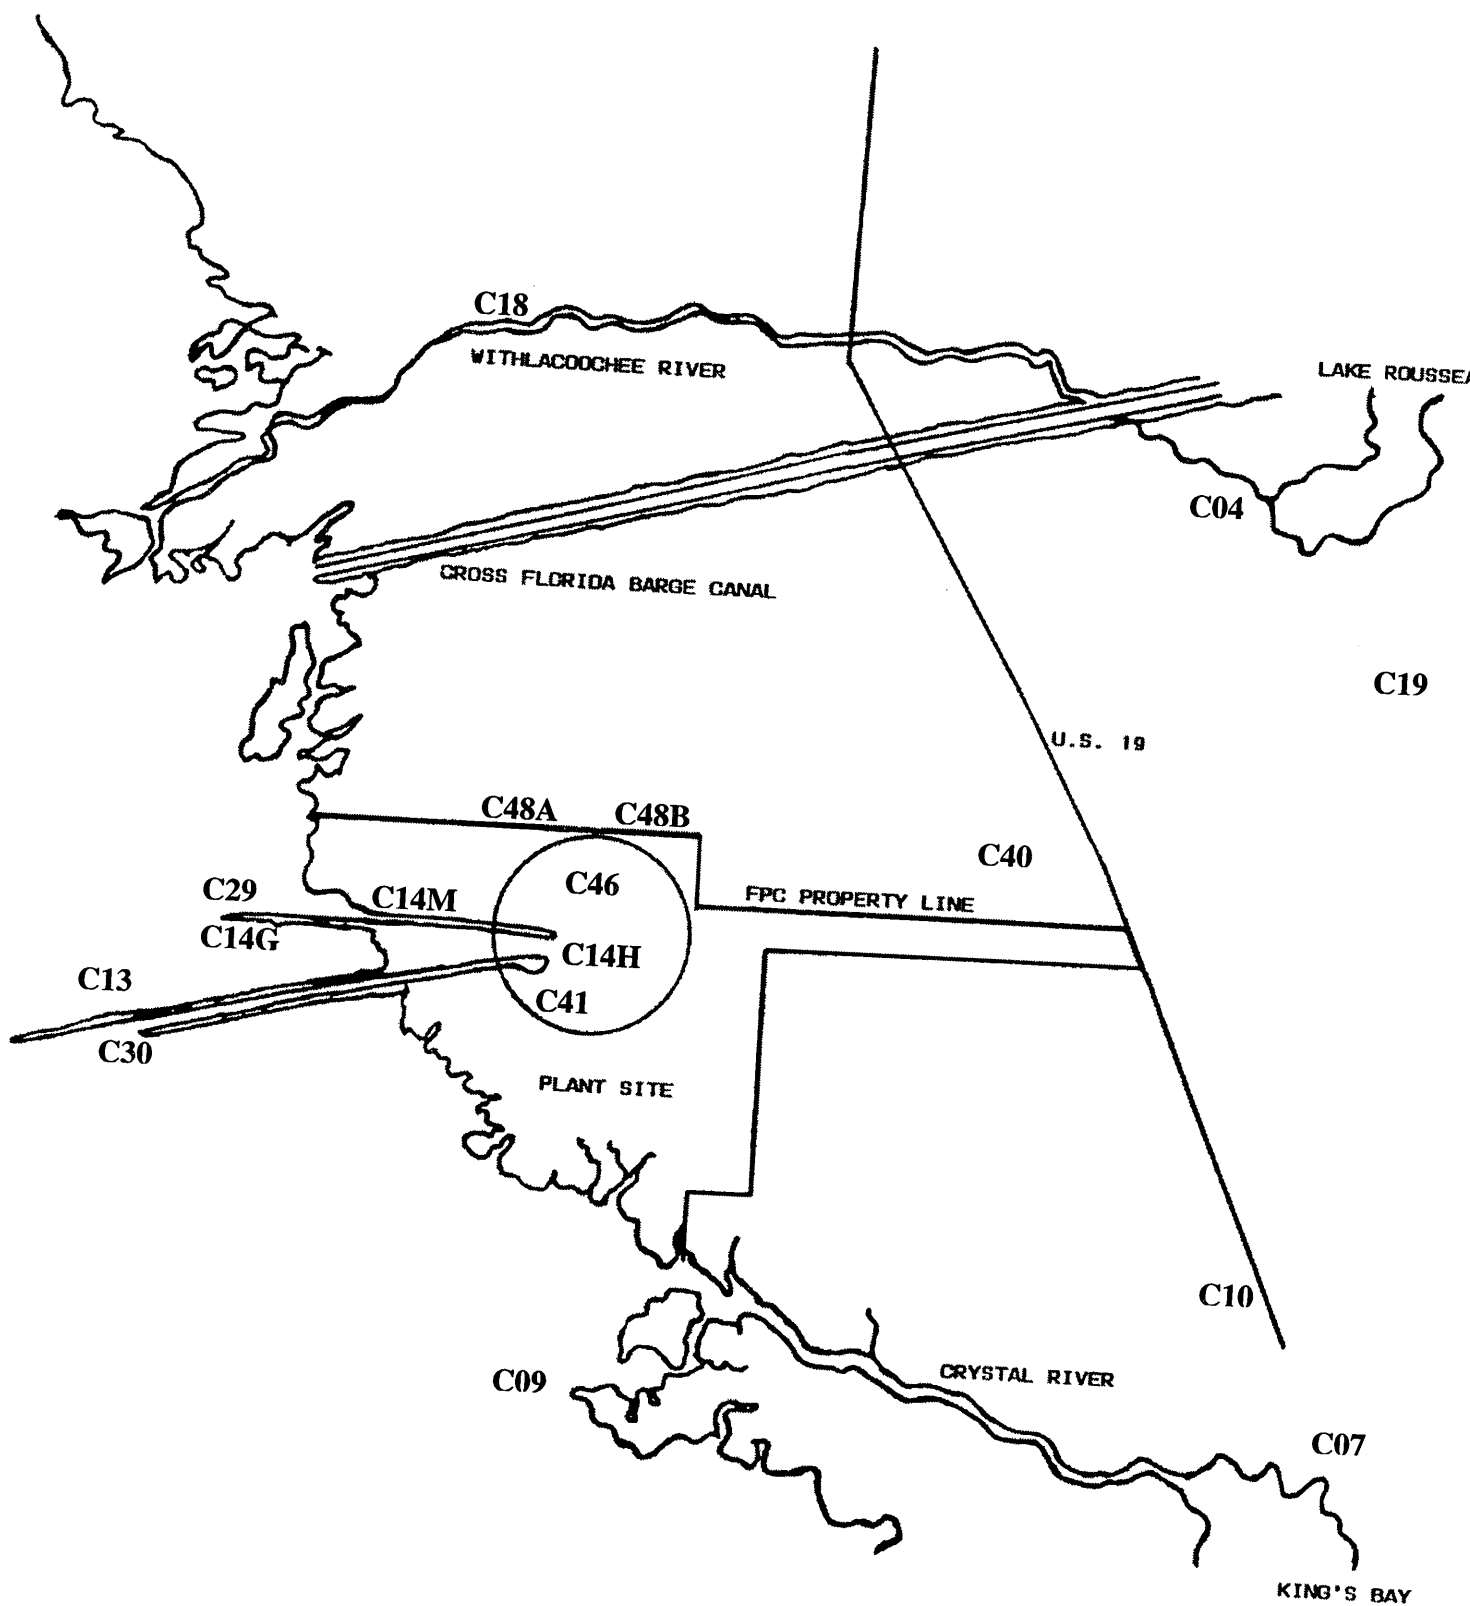 C18
WITHLACOOCHEE RIVER
LAKE ROUSSEA
C04
CROSS FLORIDA BARGE CANAL
C19
U.S. 19
C48A
C48B
C40
C46
C29
C14M
FPC PROPERTY LINE
C14G
C14H
C13
C41
C30
PLANT SITE
C10
CRYSTAL RIVER
C09
C07
KING'S BAY